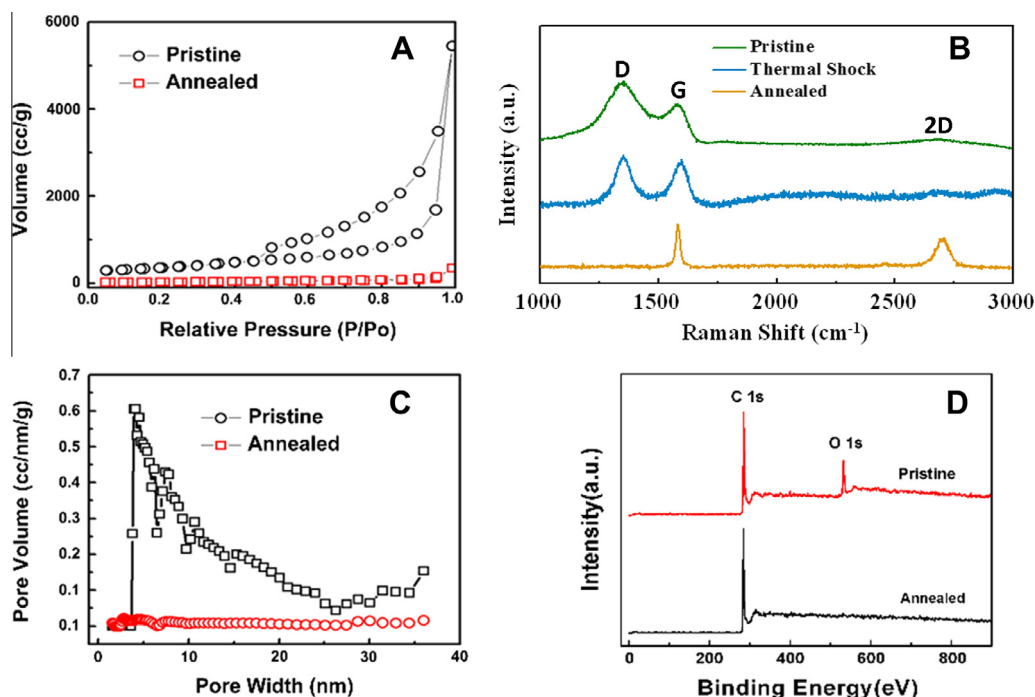 A
Pristine
Annealed
6000
4000
2000
0
Volume (cc/g)
0.0 0.2 0.4 0.6 0.8 1.0
Relative Pressure (P/Po)
B
Pristine
Thermal Shock
Annealed
D
G
2D
Intensity (a.u.)
1000 1500 2000 2500 3000
Raman Shift (cm-1)
C
Pristine
Annealed
0.7
0.6
0.5
0.4
0.3
0.2
0.1
0.1
Pore Volume (cc/nm/g)
0 10 20 30 40
Pore Width (nm)
D
C 1s
O 1s
Pristine
Annealed
Intensity(a.u.)
0 200 400 600 800
Binding Energy(eV)